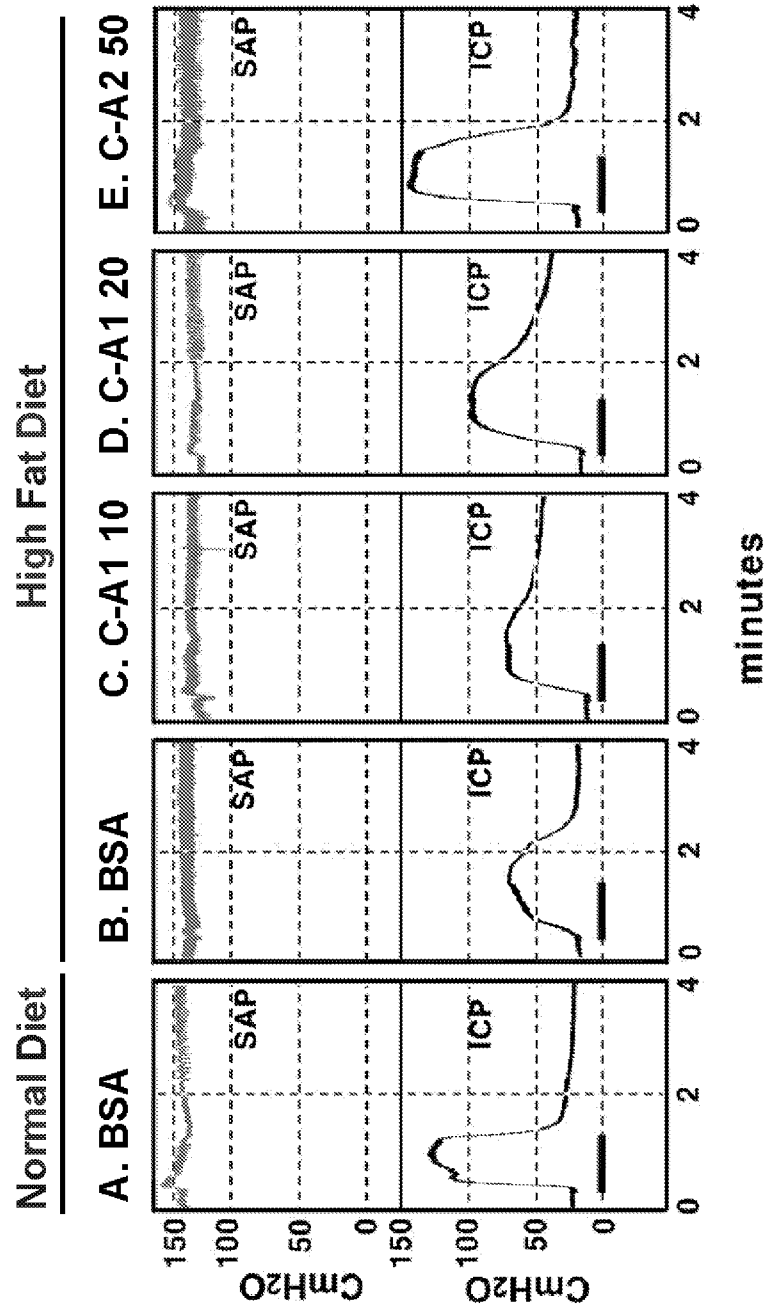 Normal Diet
High Fat Diet
A. BSA
B. BSA
C. C-A1 10
D. C-A1 20
E. C-A2 50
150
100
50
0
CmH2O
SAP
SAP
SAP
SAP
SAP
150
100
50
0
CmH2O
ICP
ICP
ICP
ICP
ICP
0 2 4
0 2 4
0 2 4
0 2 4
0 2 4
minutes